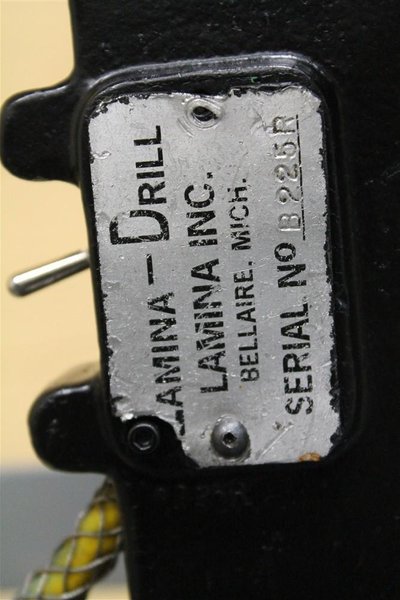 LAMINA-DRILL
LAMINA INC.
BELLAIRE, MICH.
SERIAL Nº B225R